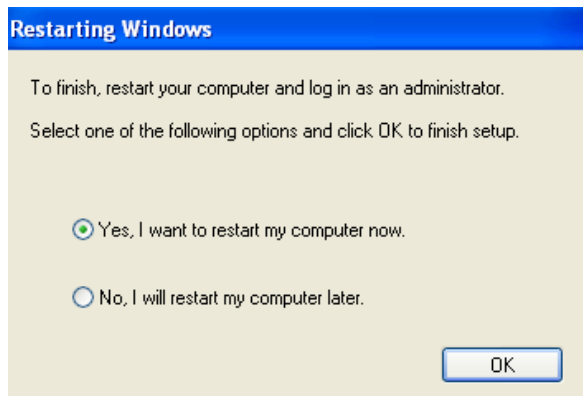 Restarting Windows
To finish, restart your computer and log in as an administrator.
Select one of the following options and click OK to finish setup.
Yes, I want to restart my computer now.
No, I will restart my computer later.
OK